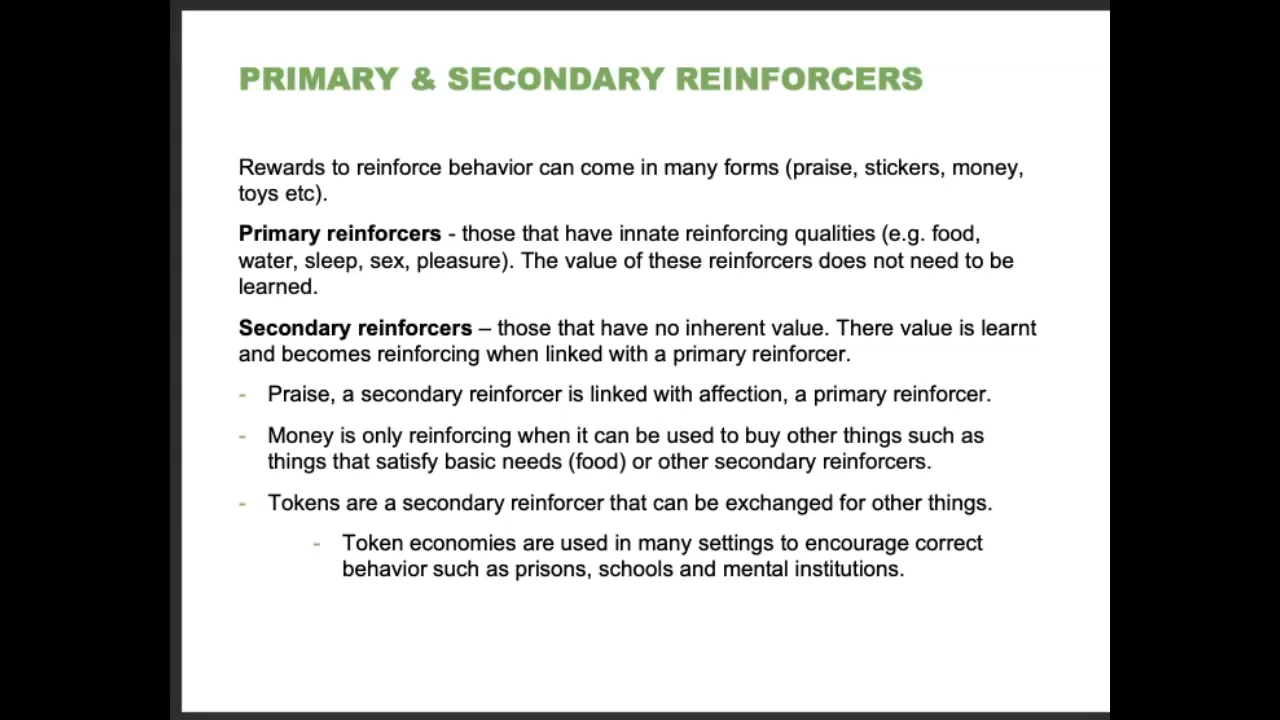 PRIMARY & SECONDARY REINFORCERS
Rewards to reinforce behavior can come in many forms (praise, stickers, money,
toys etc).
Primary reinforcers - those that have innate reinforcing qualities (e.g. food,
water, sleep, sex, pleasure). The value of these reinforcers does not need to be
learned.
Secondary reinforcers – those that have no inherent value. There value is learnt
and becomes reinforcing when linked with a primary reinforcer.
- Praise, a secondary reinforcer is linked with affection, a primary reinforcer.
- Money is only reinforcing when it can be used to buy other things such as
things that satisfy basic needs (food) or other secondary reinforcers.
- Tokens are a secondary reinforcer that can be exchanged for other things.
- Token economies are used in many settings to encourage correct
behavior such as prisons, schools and mental institutions.